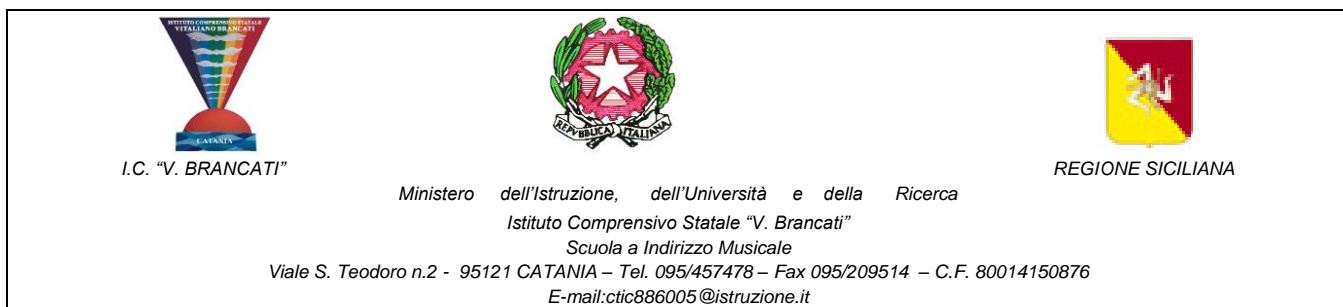 ISTITUTO COMPRENSIVO STATALE
VITALIANO BRANCATI
CATANIA
REPVBBLICA ITALIANA
I.C. “V. BRANCATI”
REGIONE SICILIANA
Ministero dell’Istruzione, dell’Università e della Ricerca
Istituto Comprensivo Statale “V. Brancati”
Scuola a Indirizzo Musicale
Viale S. Teodoro n.2 - 95121 CATANIA – Tel. 095/457478 – Fax 095/209514 – C.F. 80014150876
E-mail:ctic886005@istruzione.it